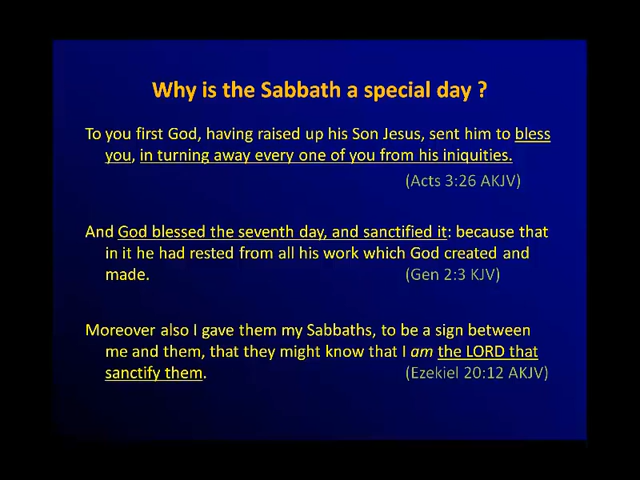 Why is the Sabbath a special day ?
To you first God, having raised up his Son Jesus, sent him to bless
you, in turning away every one of you from his iniquities.
(Acts 3:26 AKJV)
And God blessed the seventh day, and sanctified it: because that
in it he had rested from all his work which God created and
made. (Gen 2:3 KJV)
Moreover also I gave them my Sabbaths, to be a sign between
me and them, that they might know that I am the LORD that
sanctify them. (Ezekiel 20:12 AKJV)